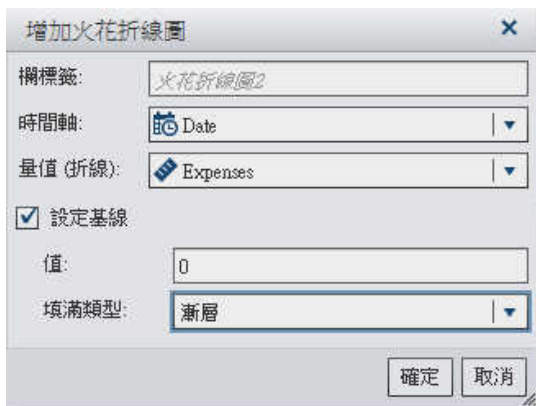 增加火花折線圖
欄標籤: 火花折線圖2
時間軸: Date
量值 (折線): Expenses
設定基線
值: 0
填滿類型: 漸層
確定 取消